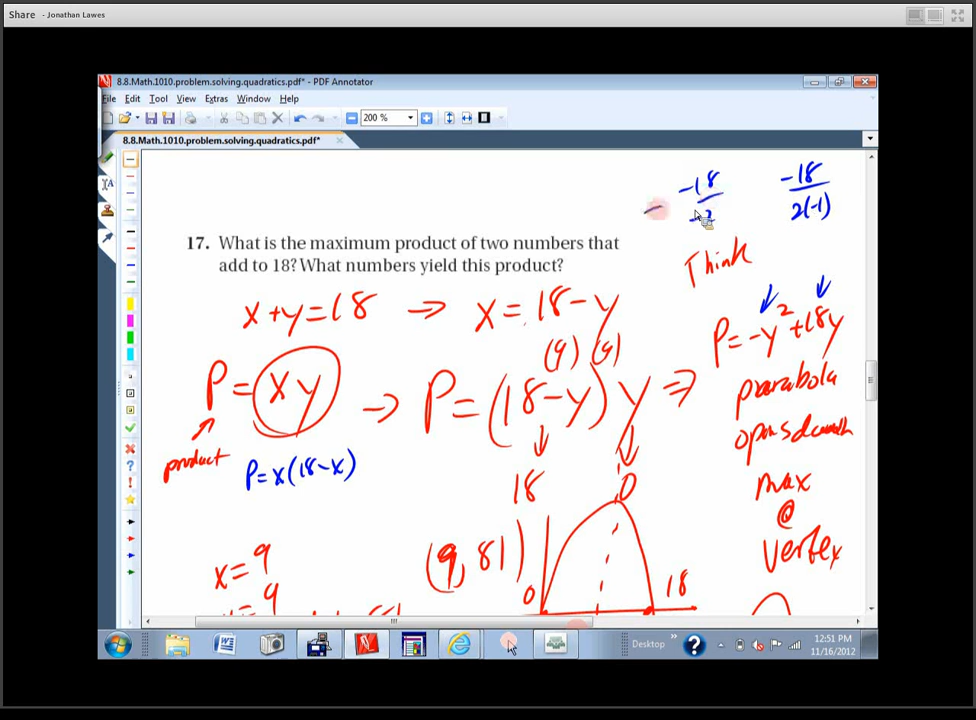 Share - Jonathan Lawes
8.8.Math.1010.problem.solving.quadratics.pdf* - PDF Annotator
File Edit Tool View Extras Window Help
200 %
8.8.Math.1010.problem.solving.quadratics.pdf*
-18/-2
-18/2(-1)
17. What is the maximum product of two numbers that
add to 18? What numbers yield this product?
Think
x+y=18 ⇒ x=18-y
P=-y²+18y
(9) (9)
P=xy → P=(18-y)y ⇒
parabola
opens down
product
P=x(18-x)
18 0
max
@
vertex
x=9
(9, 81)
0 18
y=9
Desktop
12:51 PM
11/16/2012